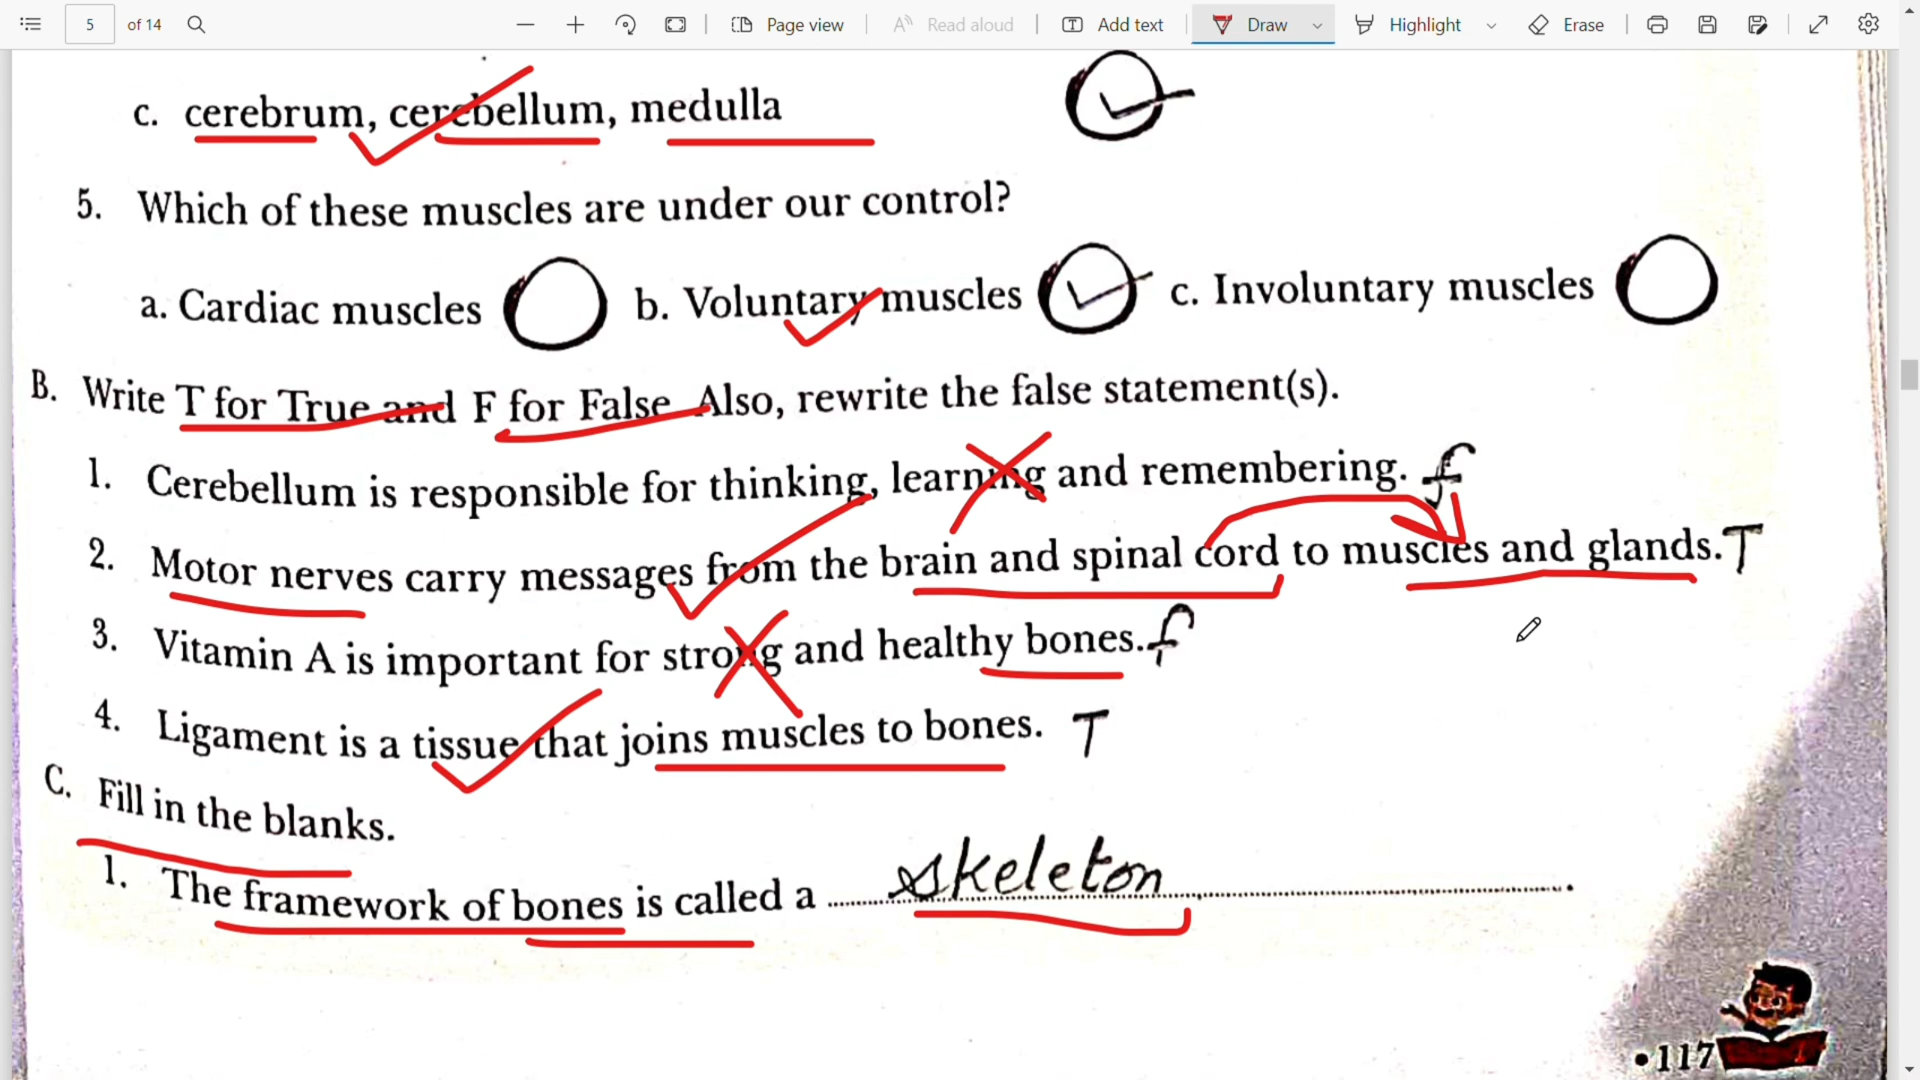 5 of 14 Page view Read aloud Add text Draw Highlight Erase
c. cerebrum, cerebellum, medulla
5. Which of these muscles are under our control?
a. Cardiac muscles b. Voluntary muscles c. Involuntary muscles
B. Write T for True and F for False Also, rewrite the false statement(s).
1. Cerebellum is responsible for thinking, learning and remembering. f
2. Motor nerves carry messages from the brain and spinal cord to muscles and glands. T
3. Vitamin A is important for strong and healthy bones. f
4. Ligament is a tissue that joins muscles to bones. T
C. Fill in the blanks.
1. The framework of bones is called a skeleton.
•117